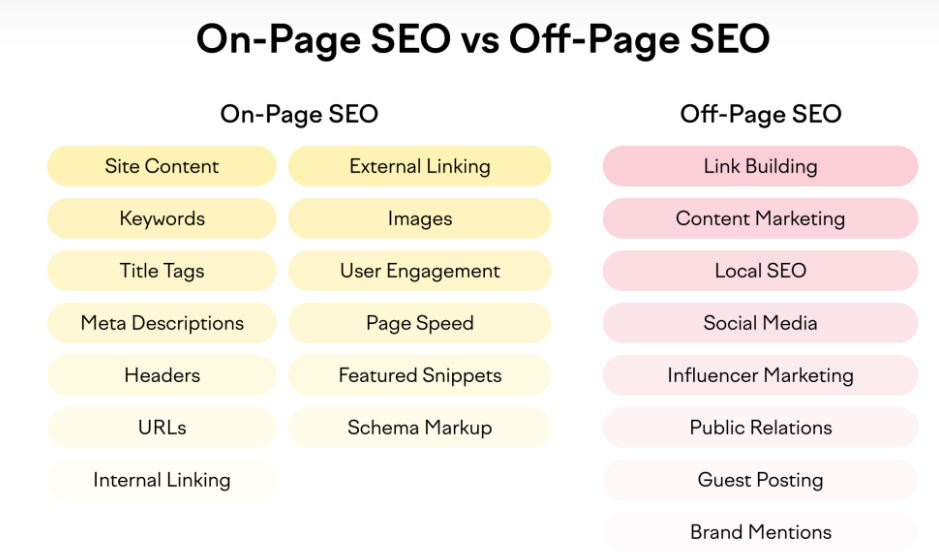 On-Page SEO vs Off-Page SEO
On-Page SEO
Site Content
Keywords
Title Tags
Meta Descriptions
Headers
URLs
Internal Linking
External Linking
Images
User Engagement
Page Speed
Featured Snippets
Schema Markup
Off-Page SEO
Link Building
Content Marketing
Local SEO
Social Media
Influencer Marketing
Public Relations
Guest Posting
Brand Mentions